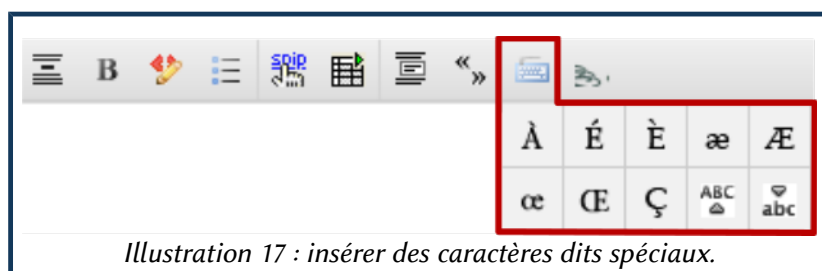 B spip « »
À É È æ Æ
œ Œ Ç ABC abc
Illustration 17 : insérer des caractères dits spéciaux.